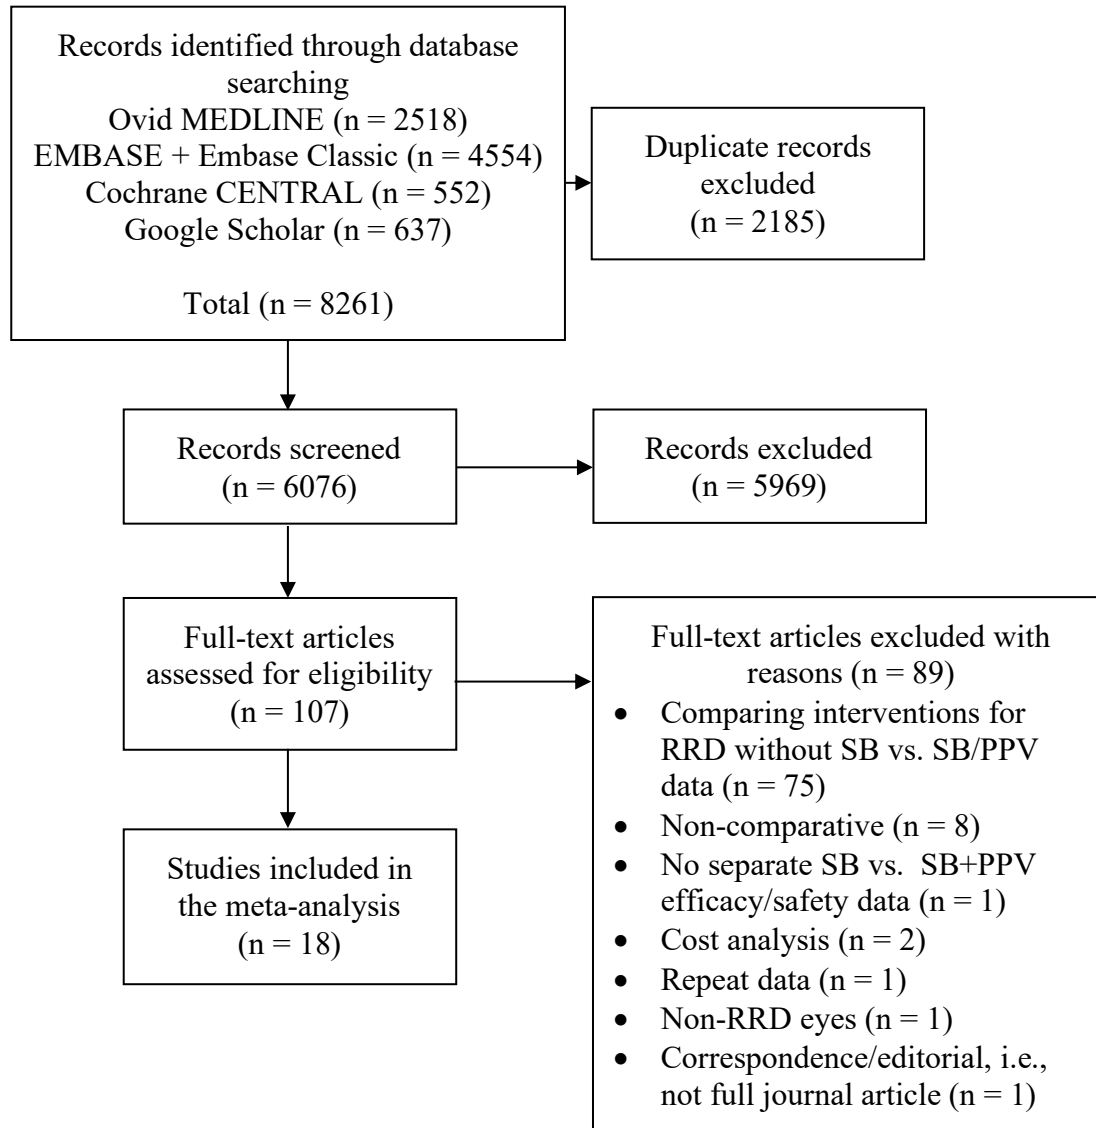 Records identified through database
searching
Ovid MEDLINE (n = 2518)
EMBASE + Embase Classic (n = 4554)
Cochrane CENTRAL (n = 552)
Google Scholar (n = 637)
Total (n = 8261)
Duplicate records
excluded
(n = 2185)
Records screened
(n = 6076)
Records excluded
(n = 5969)
Full-text articles
assessed for eligibility
(n = 107)
Full-text articles excluded with
reasons (n = 89)
• Comparing interventions for
RRD without SB vs. SB/PPV
data (n = 75)
• Non-comparative (n = 8)
• No separate SB vs.  SB+PPV
efficacy/safety data (n = 1)
• Cost analysis (n = 2)
• Repeat data (n = 1)
• Non-RRD eyes (n = 1)
• Correspondence/editorial, i.e.,
not full journal article (n = 1)
Studies included in
the meta-analysis
(n = 18)